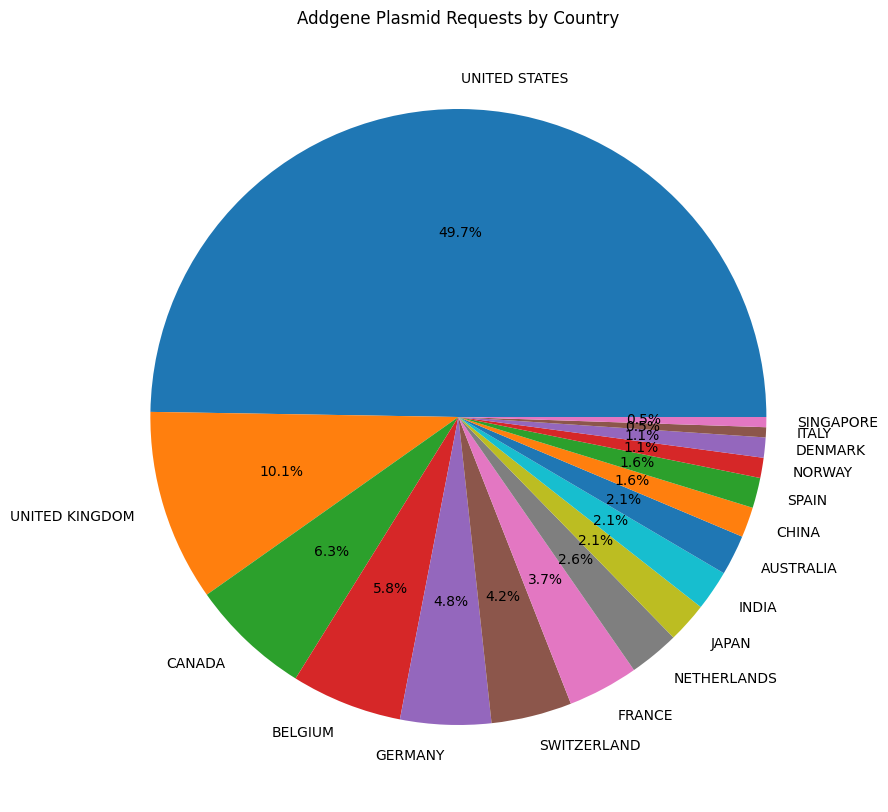 Addgene Plasmid Requests by Country
UNITED STATES
49.7%
UNITED KINGDOM
10.1%
CANADA
6.3%
BELGIUM
5.8%
GERMANY
4.8%
SWITZERLAND
4.2%
FRANCE
3.7%
NETHERLANDS
2.6%
JAPAN
2.1%
INDIA
2.1%
AUSTRALIA
2.1%
CHINA
1.6%
SPAIN
1.6%
NORWAY
1.1%
DENMARK
1.1%
ITALY
0.5%
SINGAPORE
0.5%